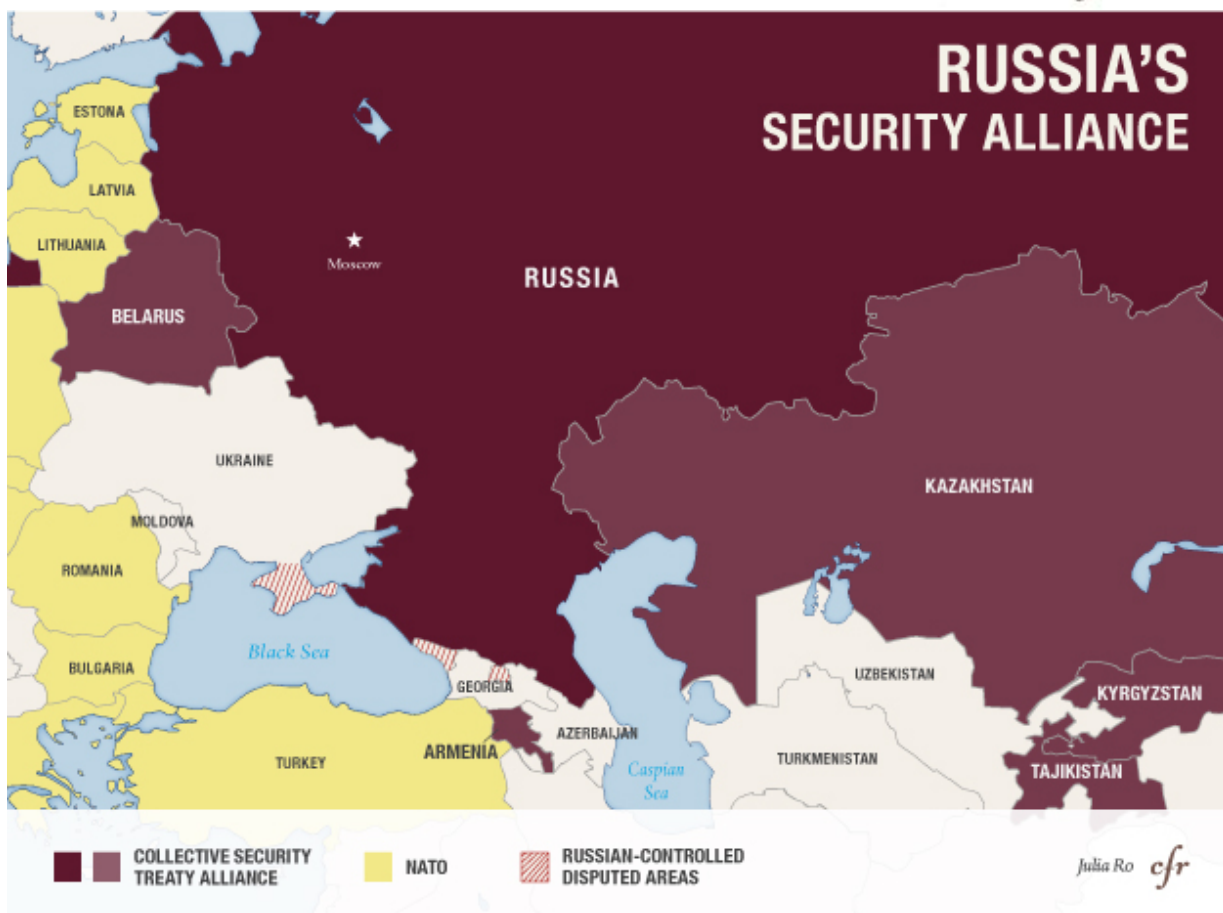 RUSSIA'S
SECURITY ALLIANCE
ESTONA
LATVIA
LITHUANIA
Moscow
RUSSIA
BELARUS
UKRAINE
KAZAKHSTAN
MOLDOVA
ROMANIA
Black Sea
BULGARIA
GEORGIA
UZBEKISTAN
KYRGYZSTAN
AZERBAIJAN
ARMENIA
TURKEY
TURKMENISTAN
Caspian
Sea
TAJIKISTAN
COLLECTIVE SECURITY
TREATY ALLIANCE
NATO
RUSSIAN-CONTROLLED
DISPUTED AREAS
Julia Ro cfr